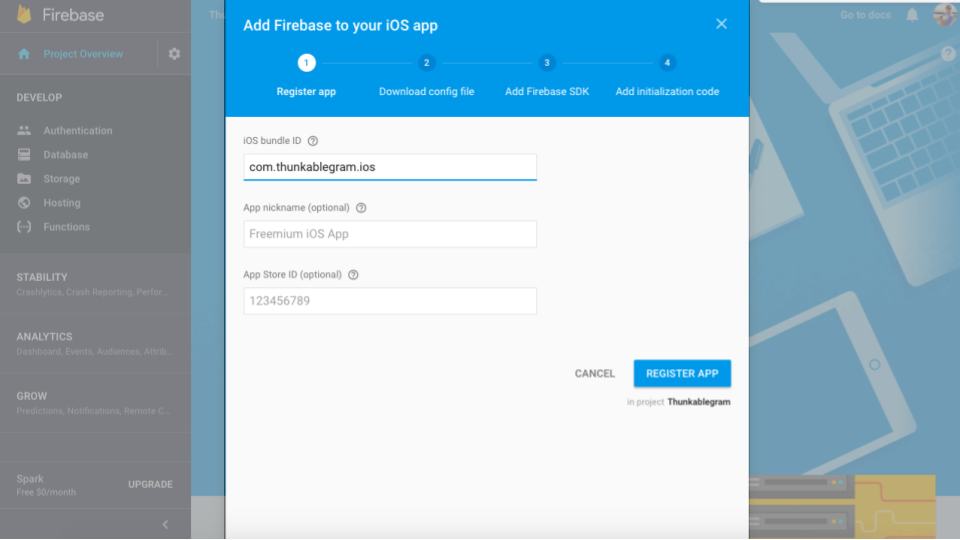 Firebase
Project Overview
DEVELOP
Authentication
Database
Storage
Hosting
Functions
STABILITY
Crashlytics, Crash Reporting, Perfor...
ANALYTICS
Dashboard, Events, Audiences, Attrib...
GROW
Predictions, Notifications, Remote C...
Spark
Free $0/month
UPGRADE
Th
Go to docs
Add Firebase to your iOS app
1
2
3
4
Register app
Download config file
Add Firebase SDK
Add initialization code
iOS bundle ID
com.thunkablegram.ios
App nickname (optional)
Freemium iOS App
App Store ID (optional)
123456789
CANCEL
REGISTER APP
in project Thunkablegram